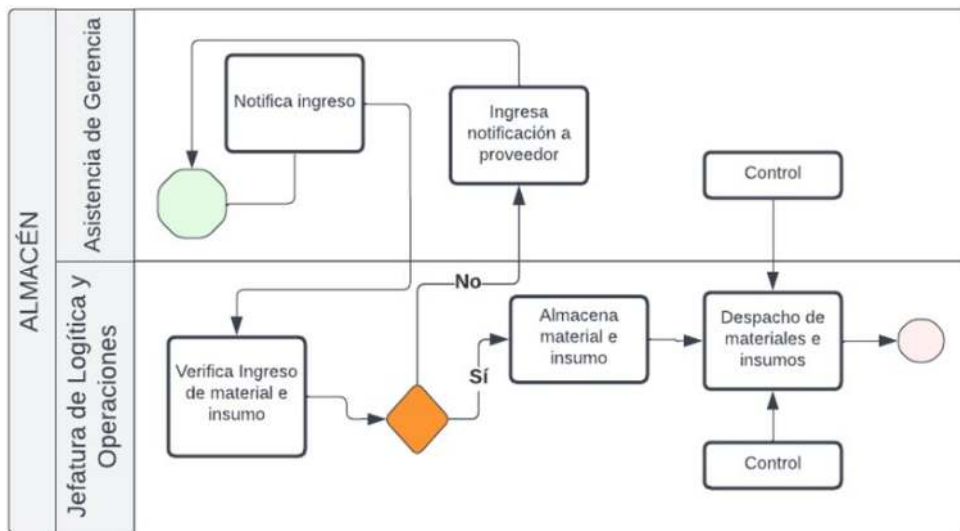 ALMACÉN
Asistencia de Gerencia
Notifica ingreso
Ingresa
notificación a
proveedor
Control
Jefatura de Logítica y
Operaciones
Verifica Ingreso
de material e
insumo
No
Sí
Almacena
material e
insumo
Despacho de
materiales e
insumos
Control